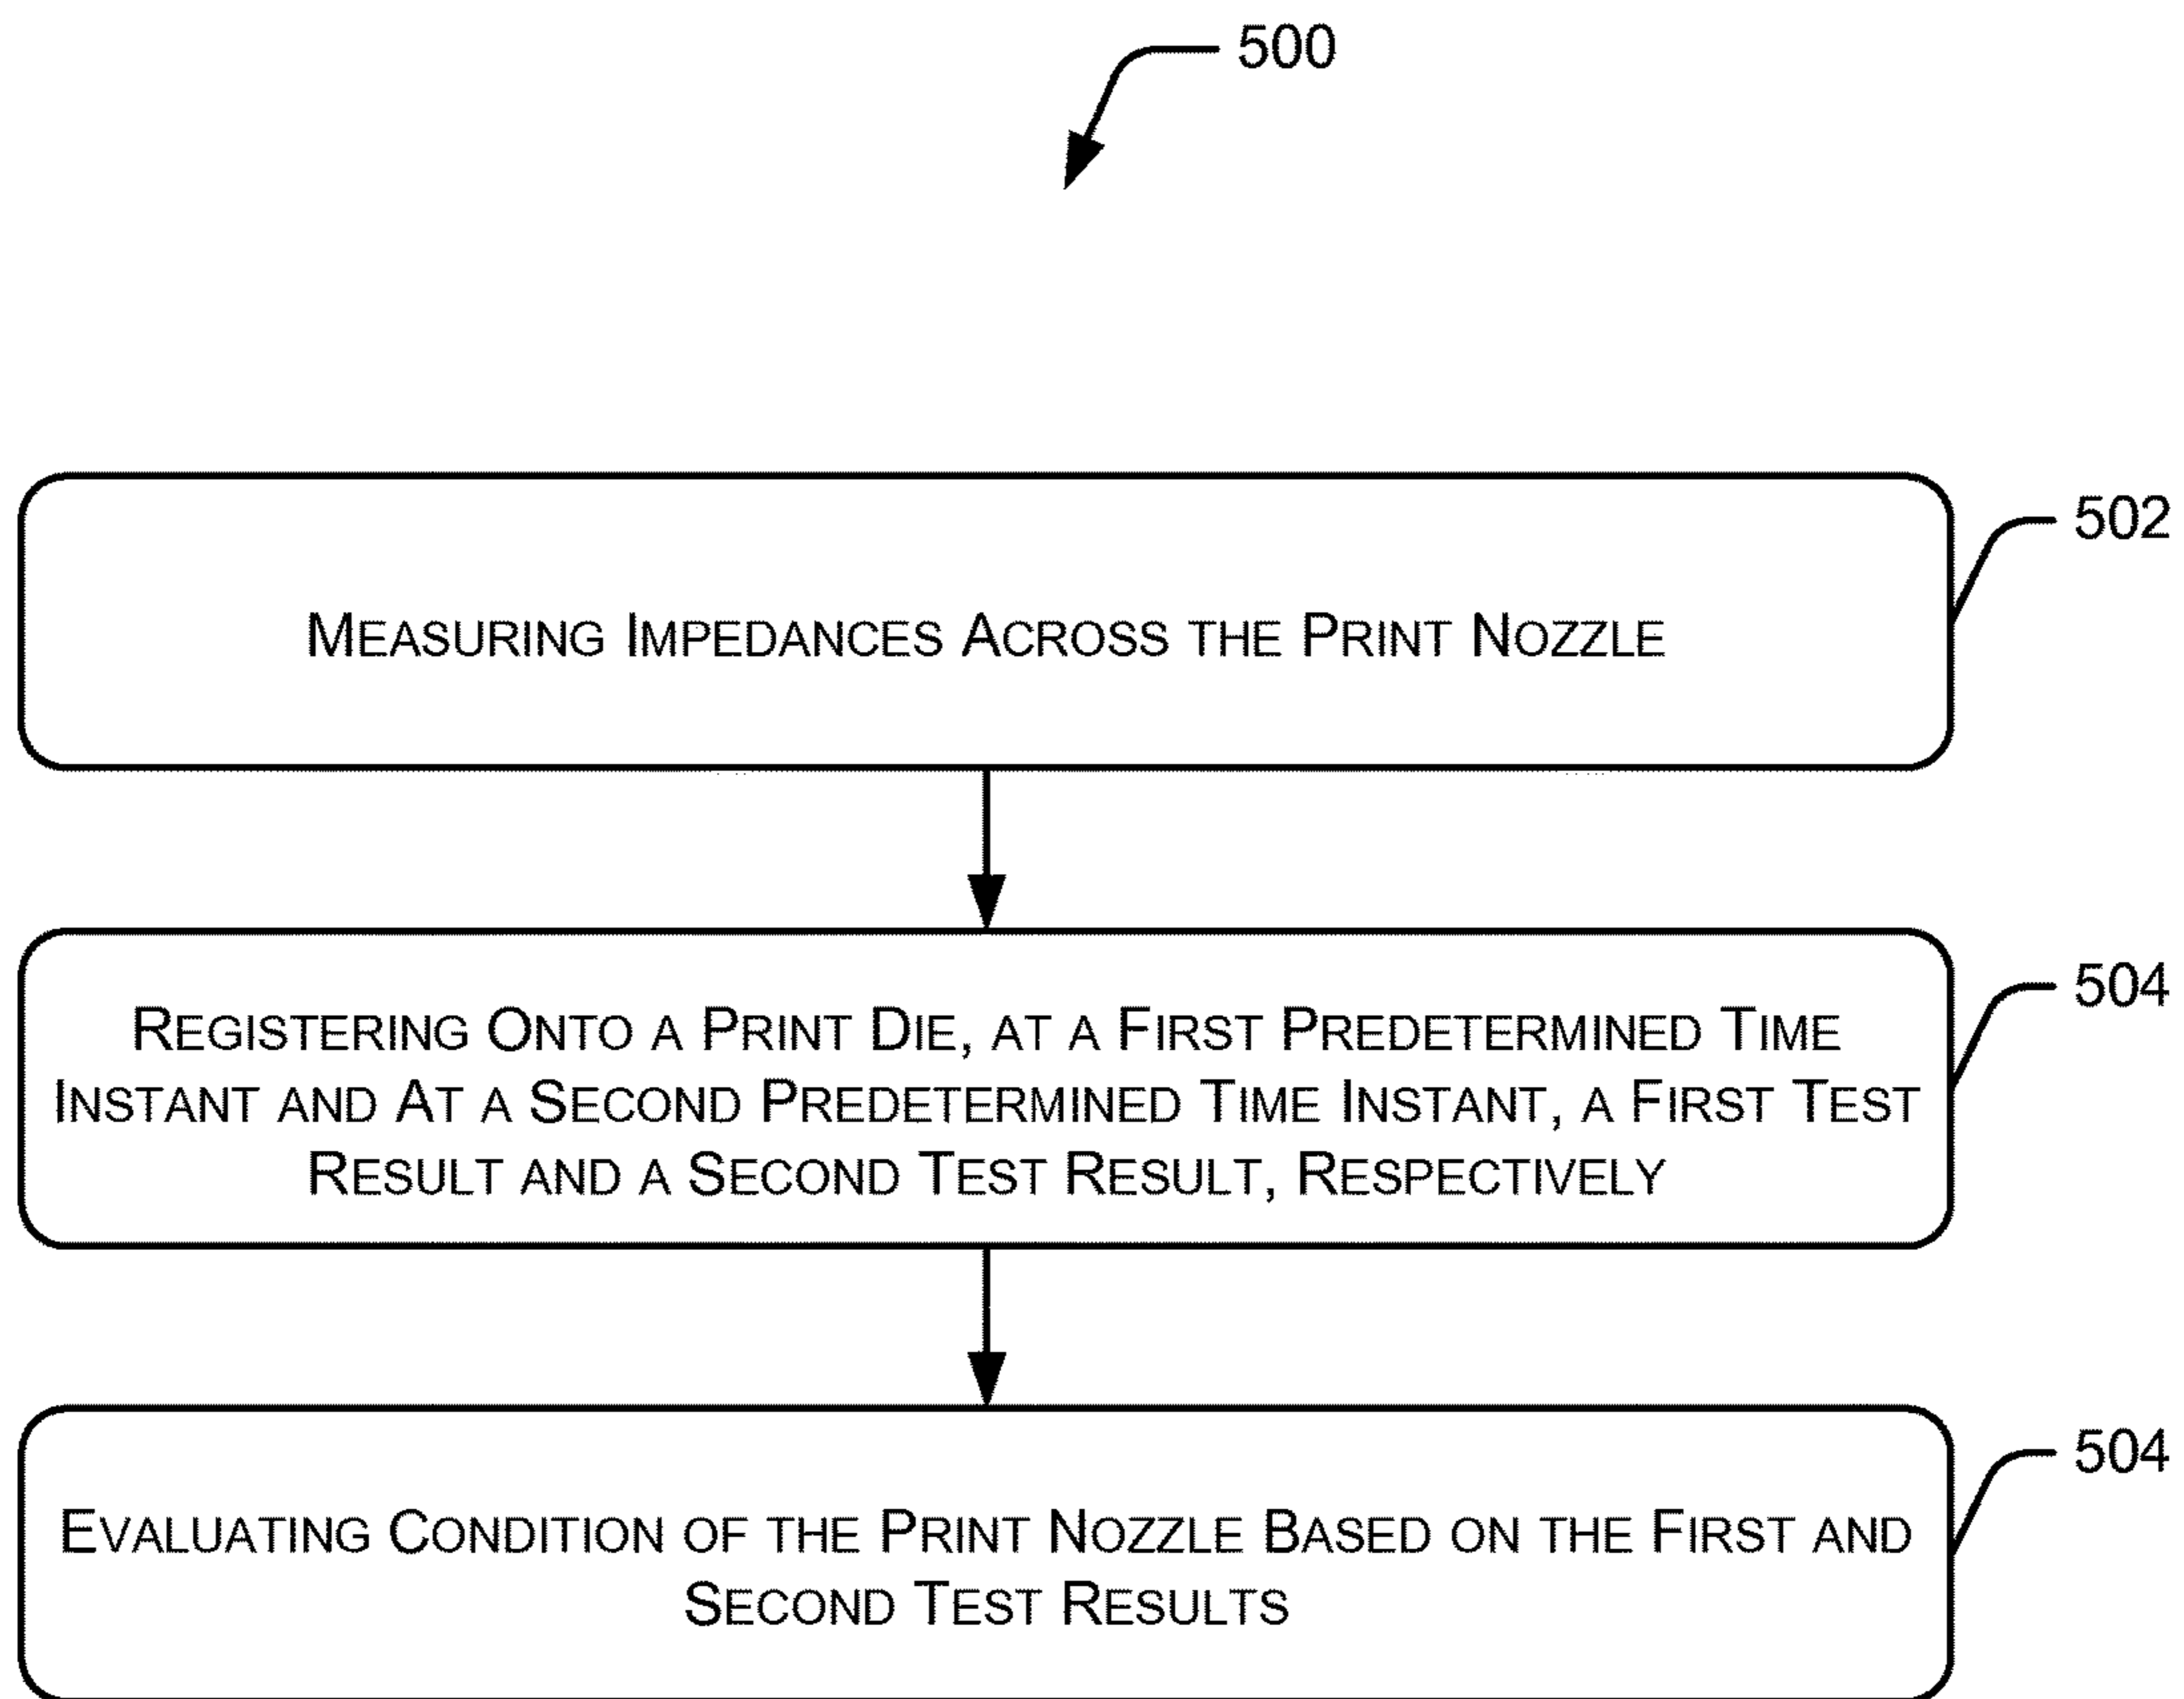 500
502
MEASURING IMPEDANCES ACROSS THE PRINT NOZZLE
504
REGISTERING ONTO A PRINT DIE, AT A FIRST PREDETERMINED TIME
INSTANT AND AT A SECOND PREDETERMINED TIME INSTANT, A FIRST TEST
RESULT AND A SECOND TEST RESULT, RESPECTIVELY
504
EVALUATING CONDITION OF THE PRINT NOZZLE BASED ON THE FIRST AND
SECOND TEST RESULTS